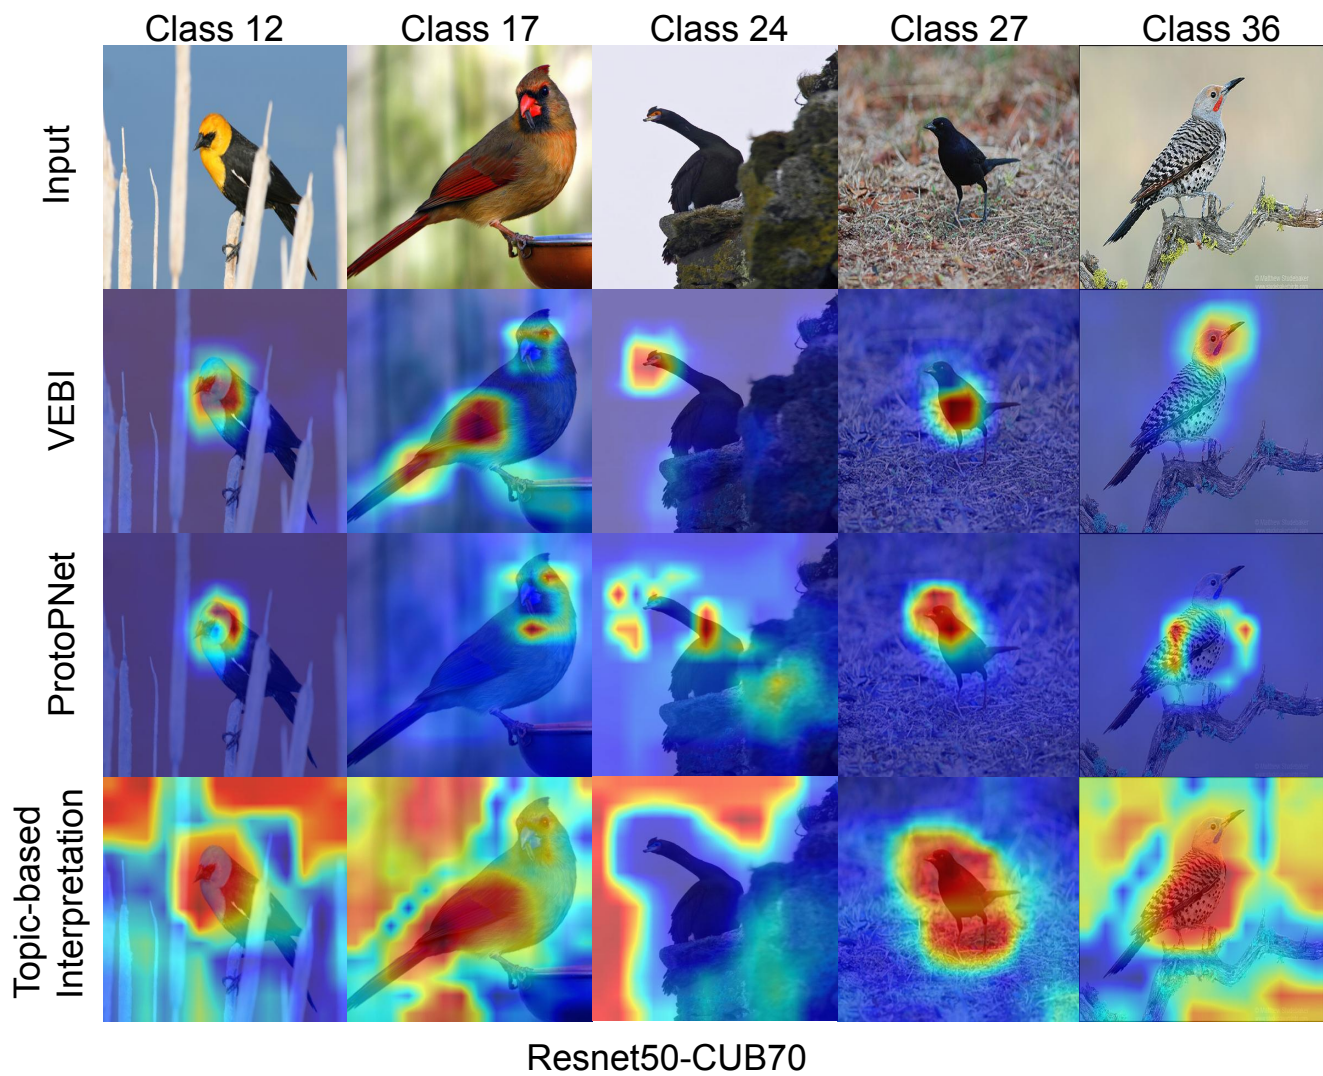 Class 12 Class 17 Class 24 Class 27 Class 36
Input
VEBI
ProtoPNet
Topic-based
Interpretation
Resnet50-CUB70